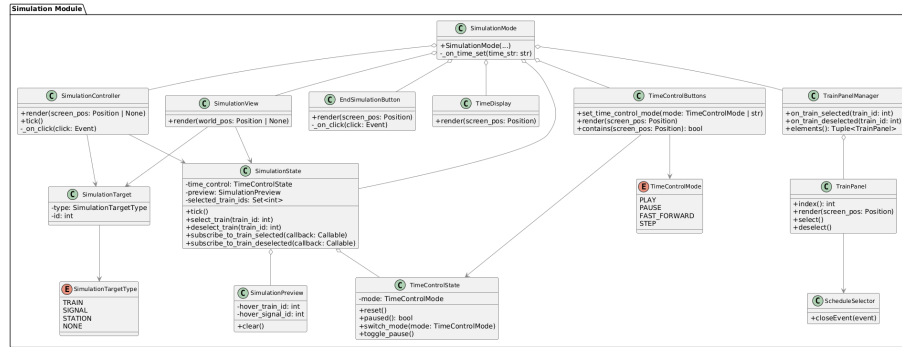 Simulation Module
C SimulationMode
+SimulationMode(...)
-_on_time_set(time_str: str)
C SimulationController
+render(screen_pos: Position | None)
+tick()
-_on_click(click: Event)
C SimulationView
+render(world_pos: Position | None)
C EndSimulationButton
+render(screen_pos: Position)
-_on_click(click: Event)
C TimeDisplay
+render(screen_pos: Position)
C TimeControlButtons
+set_time_control_mode(mode: TimeControlMode | str)
+render(screen_pos: Position)
+contains(screen_pos: Position): bool
C TrainPanelManager
+on_train_selected(train_id: int)
+on_train_deselected(train_id: int)
+elements(): Tuple<TrainPanel>
C SimulationTarget
-type: SimulationTargetType
-id: int
C SimulationState
-time_control: TimeControlState
-preview: SimulationPreview
-selected_train_ids: Set<int>
+tick()
+select_train(train_id: int)
+deselect_train(train_id: int)
+subscribe_to_train_selected(callback: Callable)
+subscribe_to_train_deselected(callback: Callable)
E TimeControlMode
PLAY
PAUSE
FAST_FORWARD
STEP
C TrainPanel
+index(): int
+render(screen_pos: Position)
+select()
+deselect()
E SimulationTargetType
TRAIN
SIGNAL
STATION
NONE
C SimulationPreview
-hover_train_id: int
-hover_signal_id: int
+clear()
C TimeControlState
-mode: TimeControlMode
+reset()
+paused(): bool
+switch_mode(mode: TimeControlMode)
+toggle_pause()
C ScheduleSelector
+closeEvent(event)